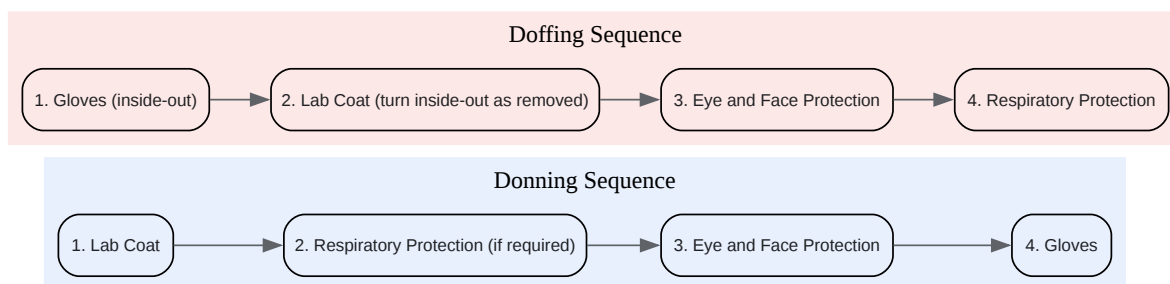 Doffing Sequence
1. Gloves (inside-out)
2. Lab Coat (turn inside-out as removed)
3. Eye and Face Protection
4. Respiratory Protection
Donning Sequence
1. Lab Coat
2. Respiratory Protection (if required)
3. Eye and Face Protection
4. Gloves